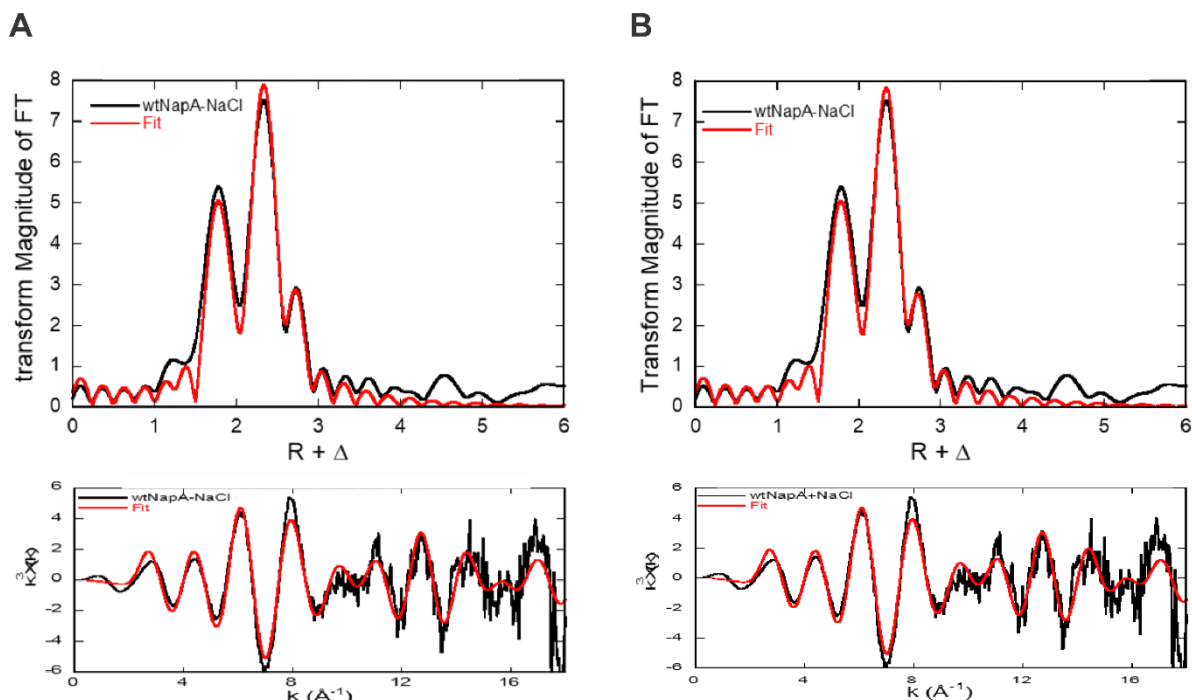 A
B
transform Magnitude of FT
8
7
6
5
4
3
2
1
0
wtNapA-NaCl
Fit
0 1 2 3 4 5 6
R + Δ
Transform Magnitude of FT
8
7
6
5
4
3
2
1
0
wtNapA-NaCl
Fit
0 1 2 3 4 5 6
R + Δ
k³X(k)
6
4
2
0
-2
-4
-6
wtNapA-NaCl
Fit
0 4 8 12 16
k (Å⁻¹)
k³X(k)
6
4
2
0
-2
-4
-6
wtNapA+NaCl
Fit
0 4 8 12 16
k (Å⁻¹)